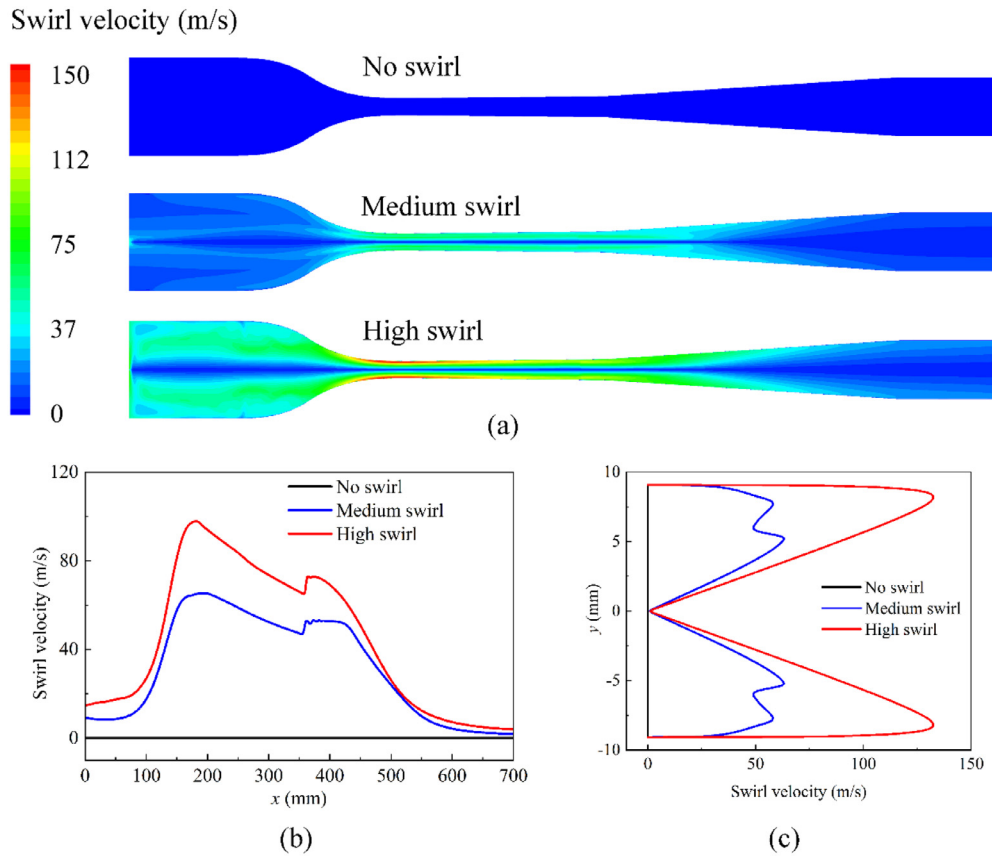 Swirl velocity (m/s)
150
112
75
37
0
No swirl
Medium swirl
High swirl
(a)
120
80
40
0
Swirl velocity (m/s)
No swirl
Medium swirl
High swirl
0 100 200 300 400 500 600 700
x (mm)
(b)
10
5
0
-5
-10
y (mm)
No swirl
Medium swirl
High swirl
0 50 100 150
Swirl velocity (m/s)
(c)